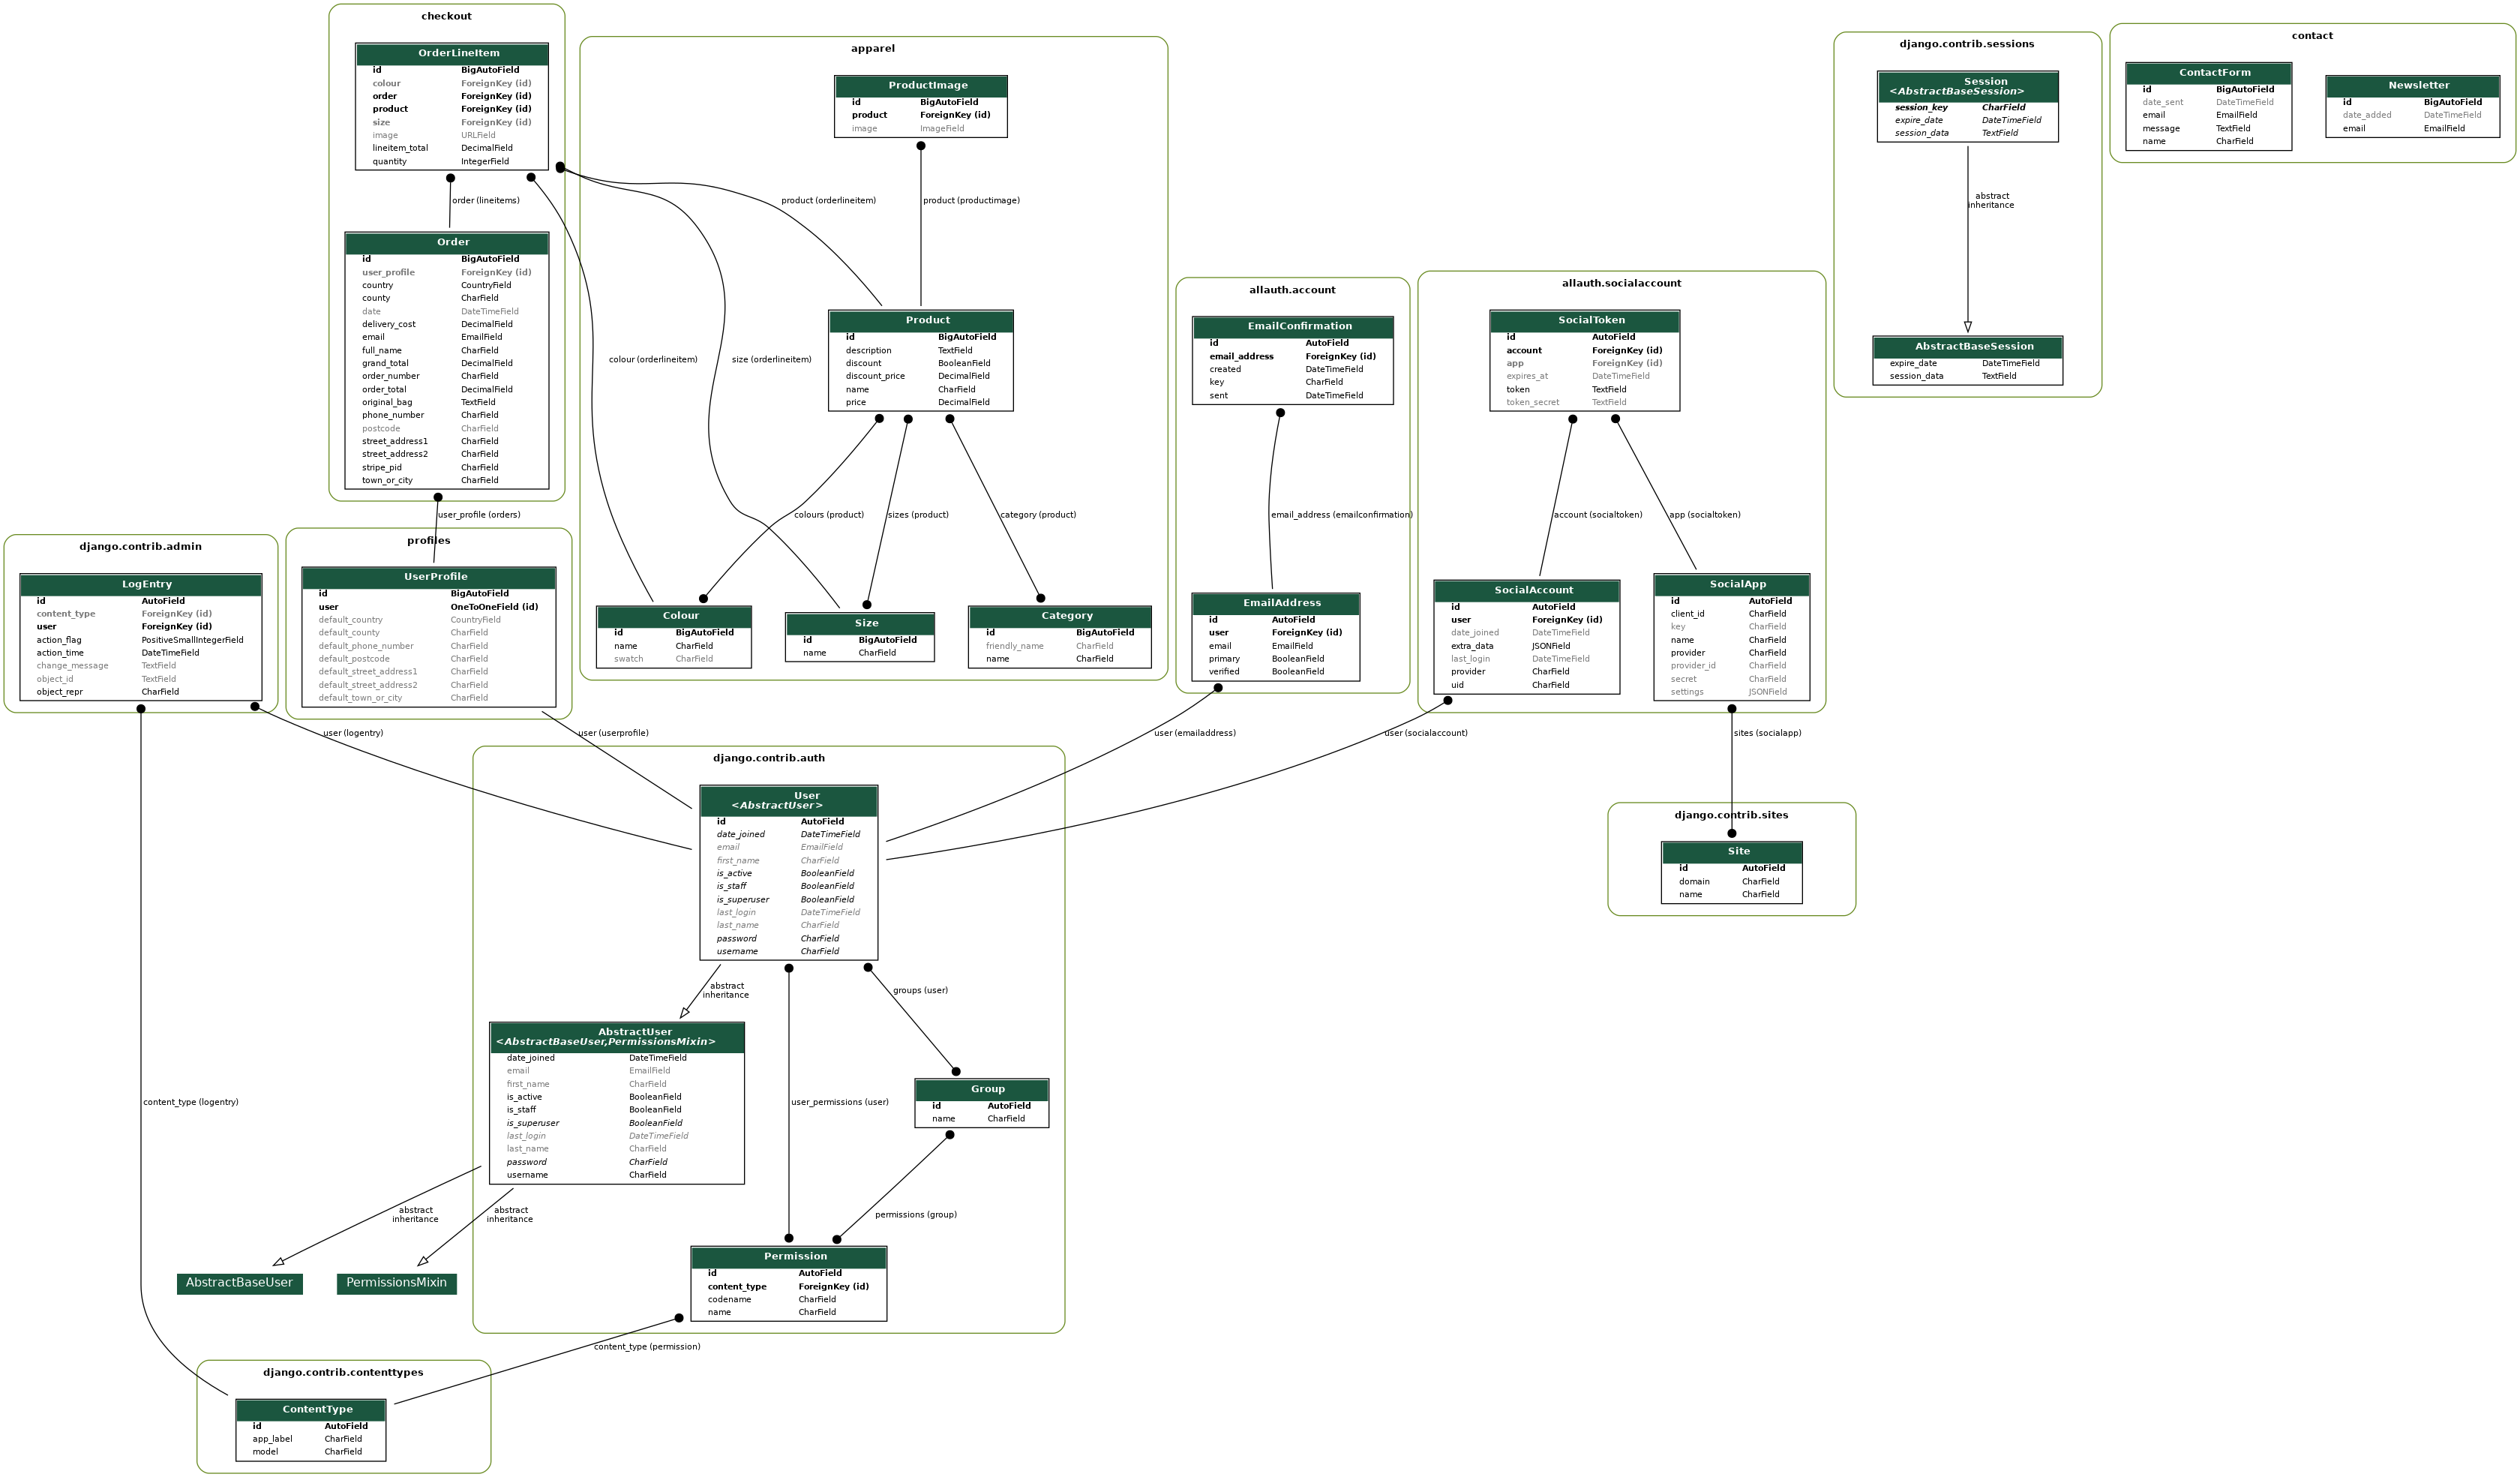 checkout
OrderLineItem
id BigAutoField
colour ForeignKey (id)
order ForeignKey (id)
product ForeignKey (id)
size ForeignKey (id)
image URLField
lineitem_total DecimalField
quantity IntegerField
order (lineitems)
Order
id BigAutoField
user_profile ForeignKey (id)
country CountryField
county CharField
date DateTimeField
delivery_cost DecimalField
email EmailField
full_name CharField
grand_total DecimalField
order_number CharField
order_total DecimalField
original_bag TextField
phone_number CharField
postcode CharField
street_address1 CharField
street_address2 CharField
stripe_pid CharField
town_or_city CharField
user_profile (orders)
apparel
ProductImage
id BigAutoField
product ForeignKey (id)
image ImageField
product (orderlineitem)
product (productimage)
colour (orderlineitem)
size (orderlineitem)
Product
id BigAutoField
description TextField
discount BooleanField
discount_price DecimalField
name CharField
price DecimalField
colours (product)
sizes (product)
category (product)
Colour
id BigAutoField
name CharField
swatch CharField
Size
id BigAutoField
name CharField
Category
id BigAutoField
friendly_name CharField
name CharField
allauth.account
EmailConfirmation
id AutoField
email_address ForeignKey (id)
created DateTimeField
key CharField
sent DateTimeField
email_address (emailconfirmation)
EmailAddress
id AutoField
user ForeignKey (id)
email EmailField
primary BooleanField
verified BooleanField
allauth.socialaccount
SocialToken
id AutoField
account ForeignKey (id)
app ForeignKey (id)
expires_at DateTimeField
token TextField
token_secret TextField
account (socialtoken)
app (socialtoken)
SocialAccount
id AutoField
user ForeignKey (id)
date_joined DateTimeField
extra_data JSONField
last_login DateTimeField
provider CharField
uid CharField
SocialApp
id AutoField
client_id CharField
key CharField
name CharField
provider CharField
provider_id CharField
secret CharField
settings JSONField
django.contrib.sessions
Session
<AbstractBaseSession>
session_key CharField
expire_date DateTimeField
session_data TextField
abstract
inheritance
AbstractBaseSession
expire_date DateTimeField
session_data TextField
contact
ContactForm
id BigAutoField
date_sent DateTimeField
email EmailField
message TextField
name CharField
Newsletter
id BigAutoField
date_added DateTimeField
email EmailField
django.contrib.admin
LogEntry
id AutoField
content_type ForeignKey (id)
user ForeignKey (id)
action_flag PositiveSmallIntegerField
action_time DateTimeField
change_message TextField
object_id TextField
object_repr CharField
profiles
UserProfile
id BigAutoField
user OneToOneField (id)
default_country CountryField
default_county CharField
default_phone_number CharField
default_postcode CharField
default_street_address1 CharField
default_street_address2 CharField
default_town_or_city CharField
user (logentry)
user (userprofile)
user (emailaddress)
user (socialaccount)
sites (socialapp)
django.contrib.sites
Site
id AutoField
domain CharField
name CharField
django.contrib.auth
User
<AbstractUser>
id AutoField
date_joined DateTimeField
email EmailField
first_name CharField
is_active BooleanField
is_staff BooleanField
is_superuser BooleanField
last_login DateTimeField
last_name CharField
password CharField
username CharField
abstract
inheritance
groups (user)
AbstractUser
<AbstractBaseUser,PermissionsMixin>
date_joined DateTimeField
email EmailField
first_name CharField
is_active BooleanField
is_staff BooleanField
is_superuser BooleanField
last_login DateTimeField
last_name CharField
password CharField
username CharField
user_permissions (user)
Group
id AutoField
name CharField
content_type (logentry)
abstract
inheritance
abstract
inheritance
permissions (group)
AbstractBaseUser
PermissionsMixin
Permission
id AutoField
content_type ForeignKey (id)
codename CharField
name CharField
content_type (permission)
django.contrib.contenttypes
ContentType
id AutoField
app_label CharField
model CharField